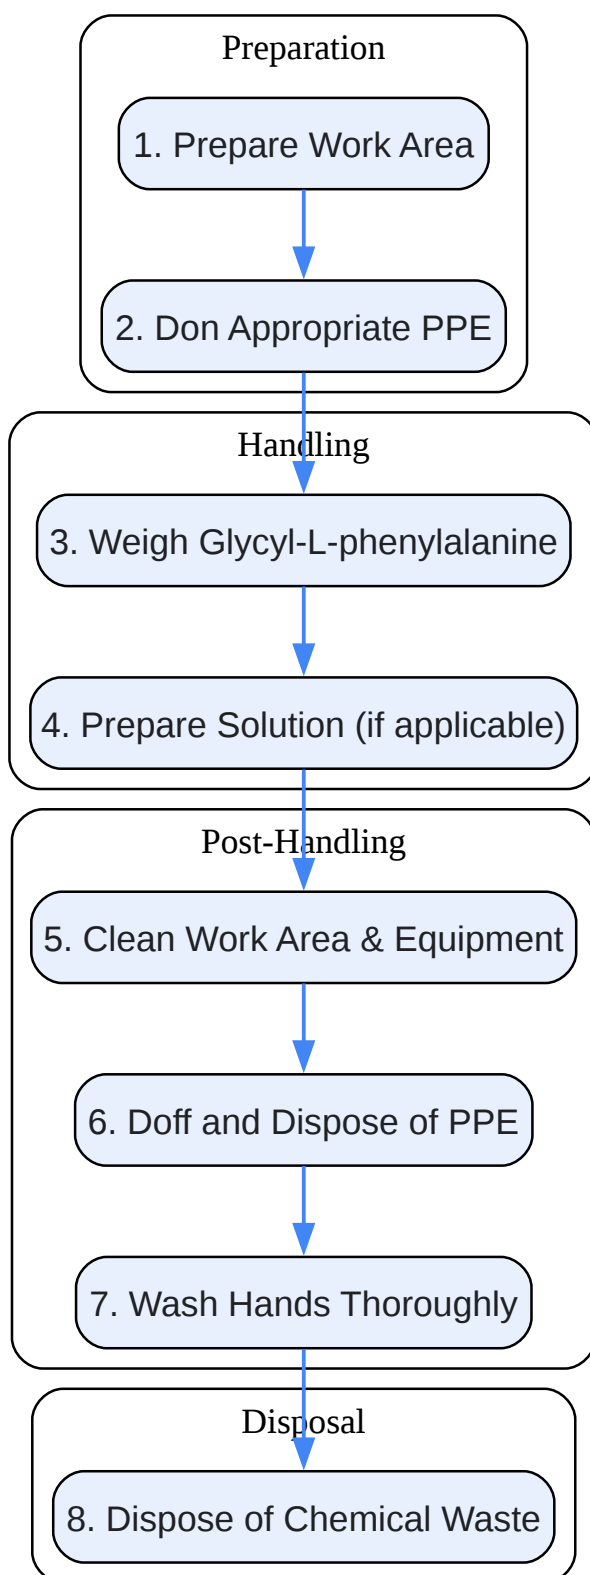 Preparation
1. Prepare Work Area
2. Don Appropriate PPE
Handling
3. Weigh Glycyl-L-phenylalanine
4. Prepare Solution (if applicable)
Post-Handling
5. Clean Work Area & Equipment
6. Doff and Dispose of PPE
7. Wash Hands Thoroughly
Disposal
8. Dispose of Chemical Waste